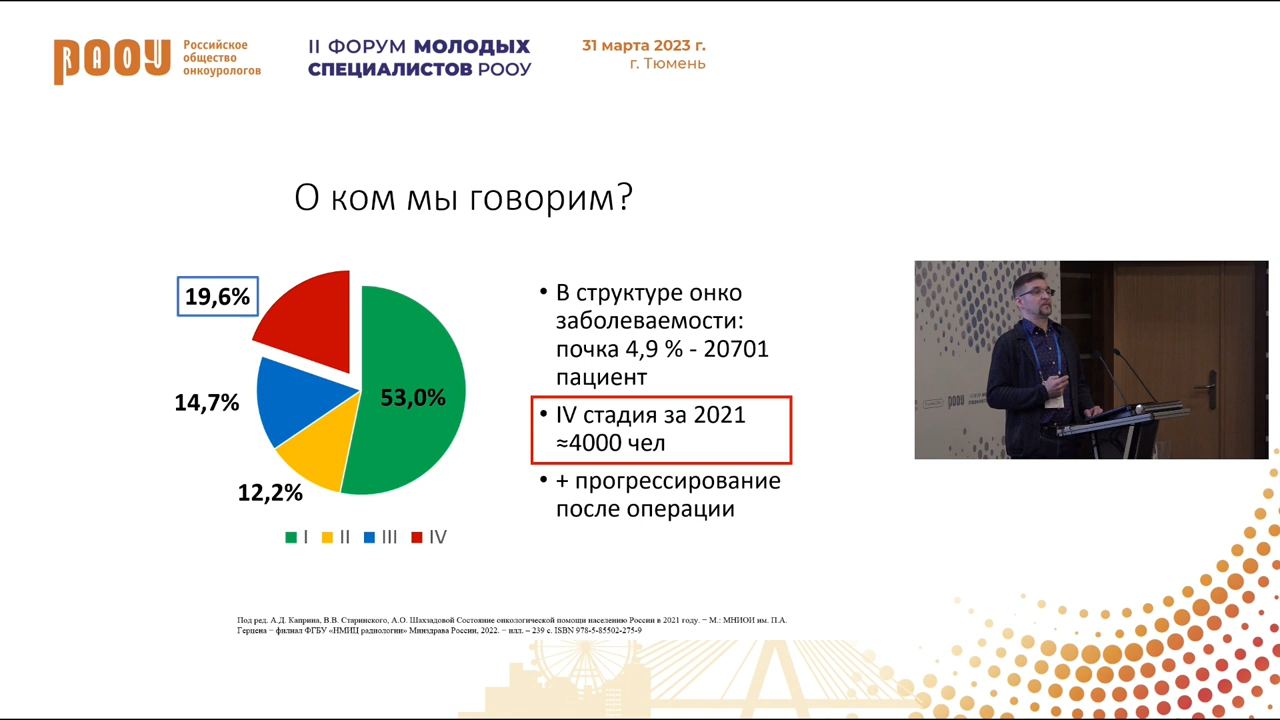 РООУ
RAOU
Российское
общество
онкоурологов
II ФОРУМ МОЛОДЫХ
СПЕЦИАЛИСТОВ РООУ
31 марта 2023 г.
г. Тюмень
О ком мы говорим?
19,6%
14,7%
12,2%
53,0%
I II III IV
• В структуре онко
заболеваемости:
почка 4,9 % - 20701
пациент
• IV стадия за 2021
≈4000 чел
• + прогрессирование
после операции
Под ред. А.Д. Каприна, В.В. Старинского, А.О. Шахзадовой Состояние онкологической помощи населению России в 2021 году. − М.: МНИОИ им. П.А.
Герцена − филиал ФГБУ «НМИЦ радиологии» Минздрава России, 2022. − илл. − 239 с. ISBN 978-5-85502-275-9
РООУ